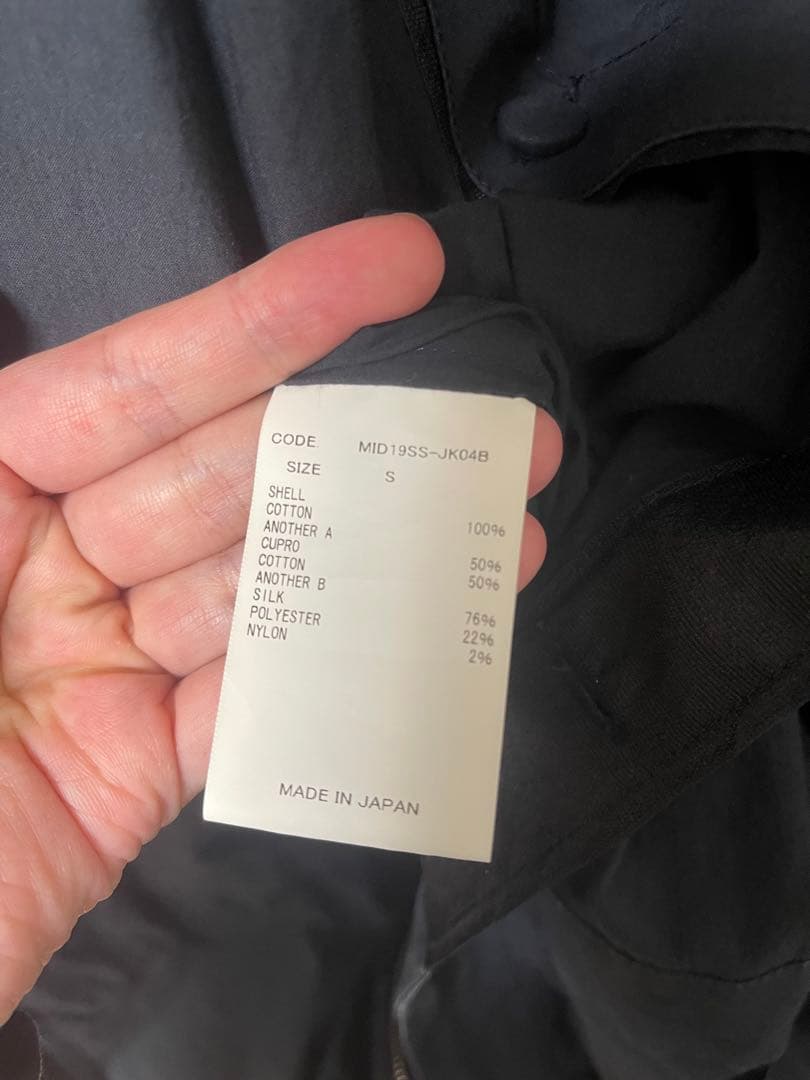 CODE. MID19SS-JK04B
SIZE S
SHELL
COTTON 100%
ANOTHER A
CUPRO 50%
COTTON 50%
ANOTHER B
SILK 76%
POLYESTER 22%
NYLON 2%
MADE IN JAPAN